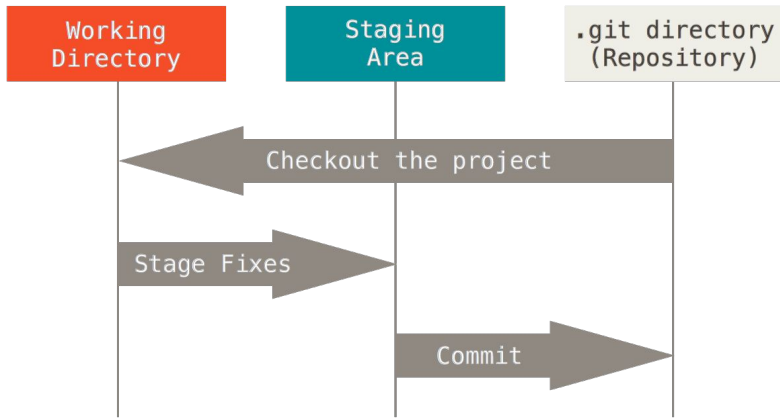 Working
Directory
Staging
Area
.git directory
(Repository)
Checkout the project
Stage Fixes
Commit